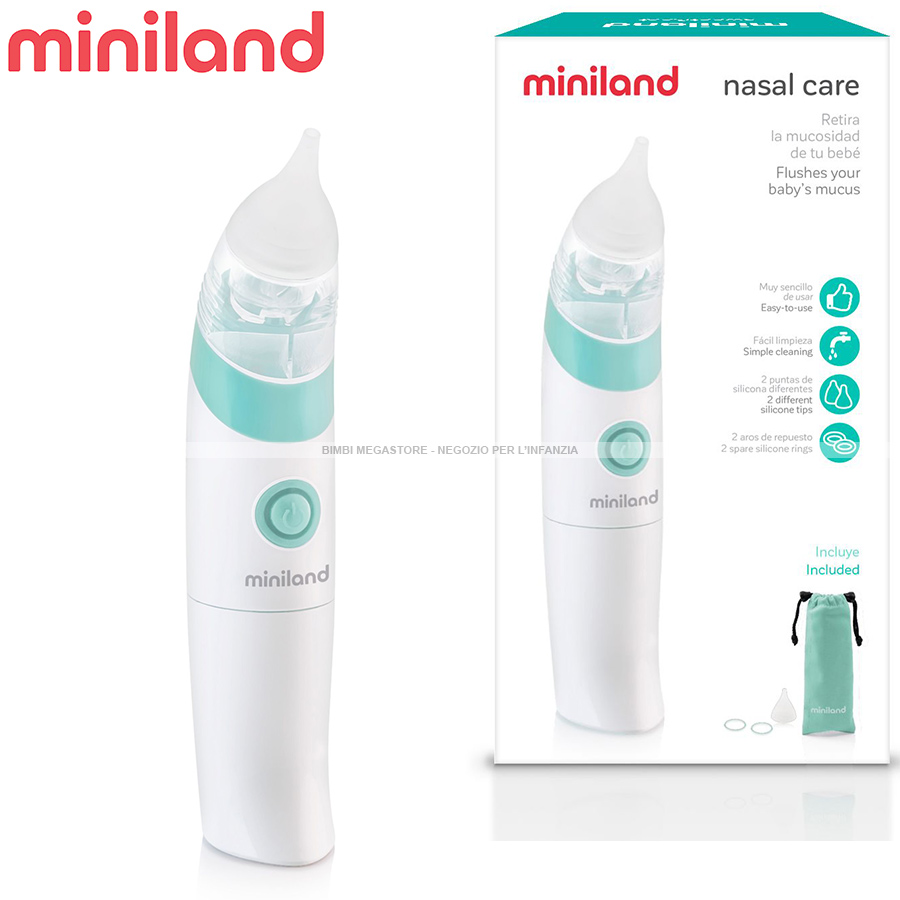 miniland
miniland
miniland nasal care
Retira
la mucosidad
de tu bebé
Flushes your
baby's mucus
Muy sencillo
de usar
Easy-to-use
Fácil limpieza
Simple cleaning
2 puntas de
silicona diferentes
2 different
silicone tips
2 aros de repuesto
2 spare silicone rings
BIMBI MEGASTORE - NEGOZIO PER L'INFANZIA
miniland
miniland
Incluye
Included
miniland